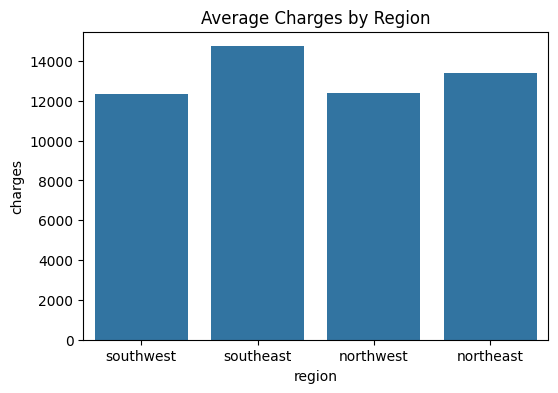 Average Charges by Region
charges
14000
12000
10000
8000
6000
4000
2000
0
southwest southeast northwest northeast
region